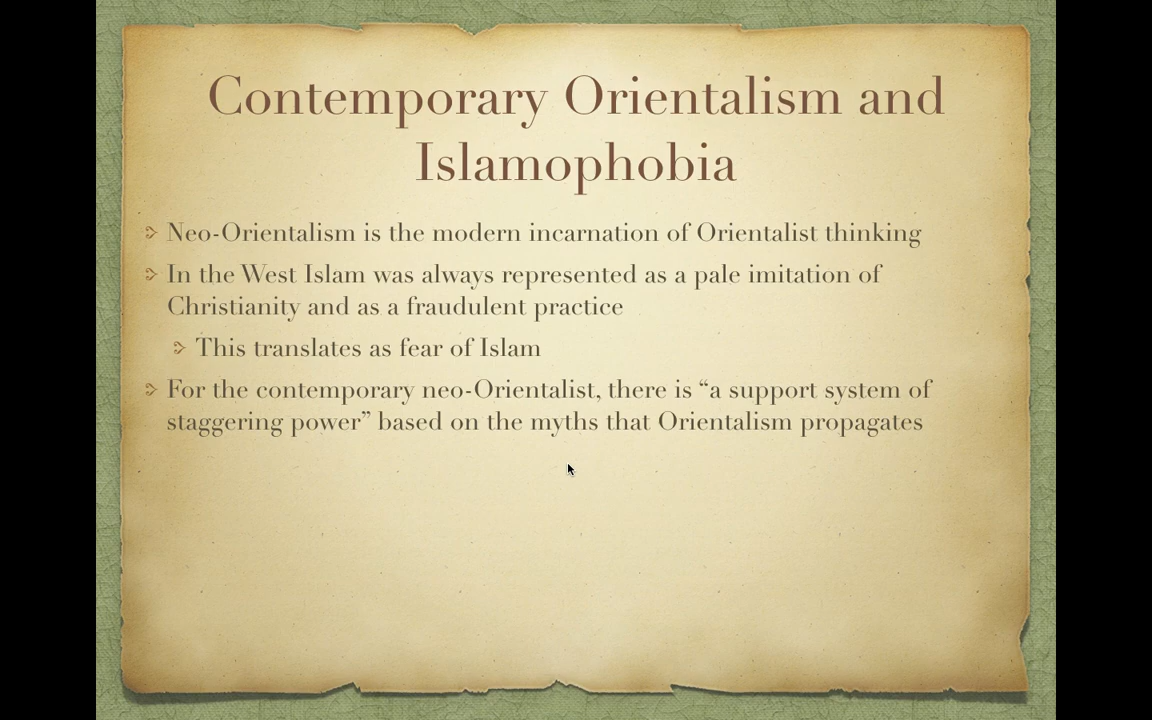 Contemporary Orientalism and
Islamophobia
Neo-Orientalism is the modern incarnation of Orientalist thinking
In the West Islam was always represented as a pale imitation of
Christianity and as a fraudulent practice
This translates as fear of Islam
For the contemporary neo-Orientalist, there is “a support system of
staggering power” based on the myths that Orientalism propagates